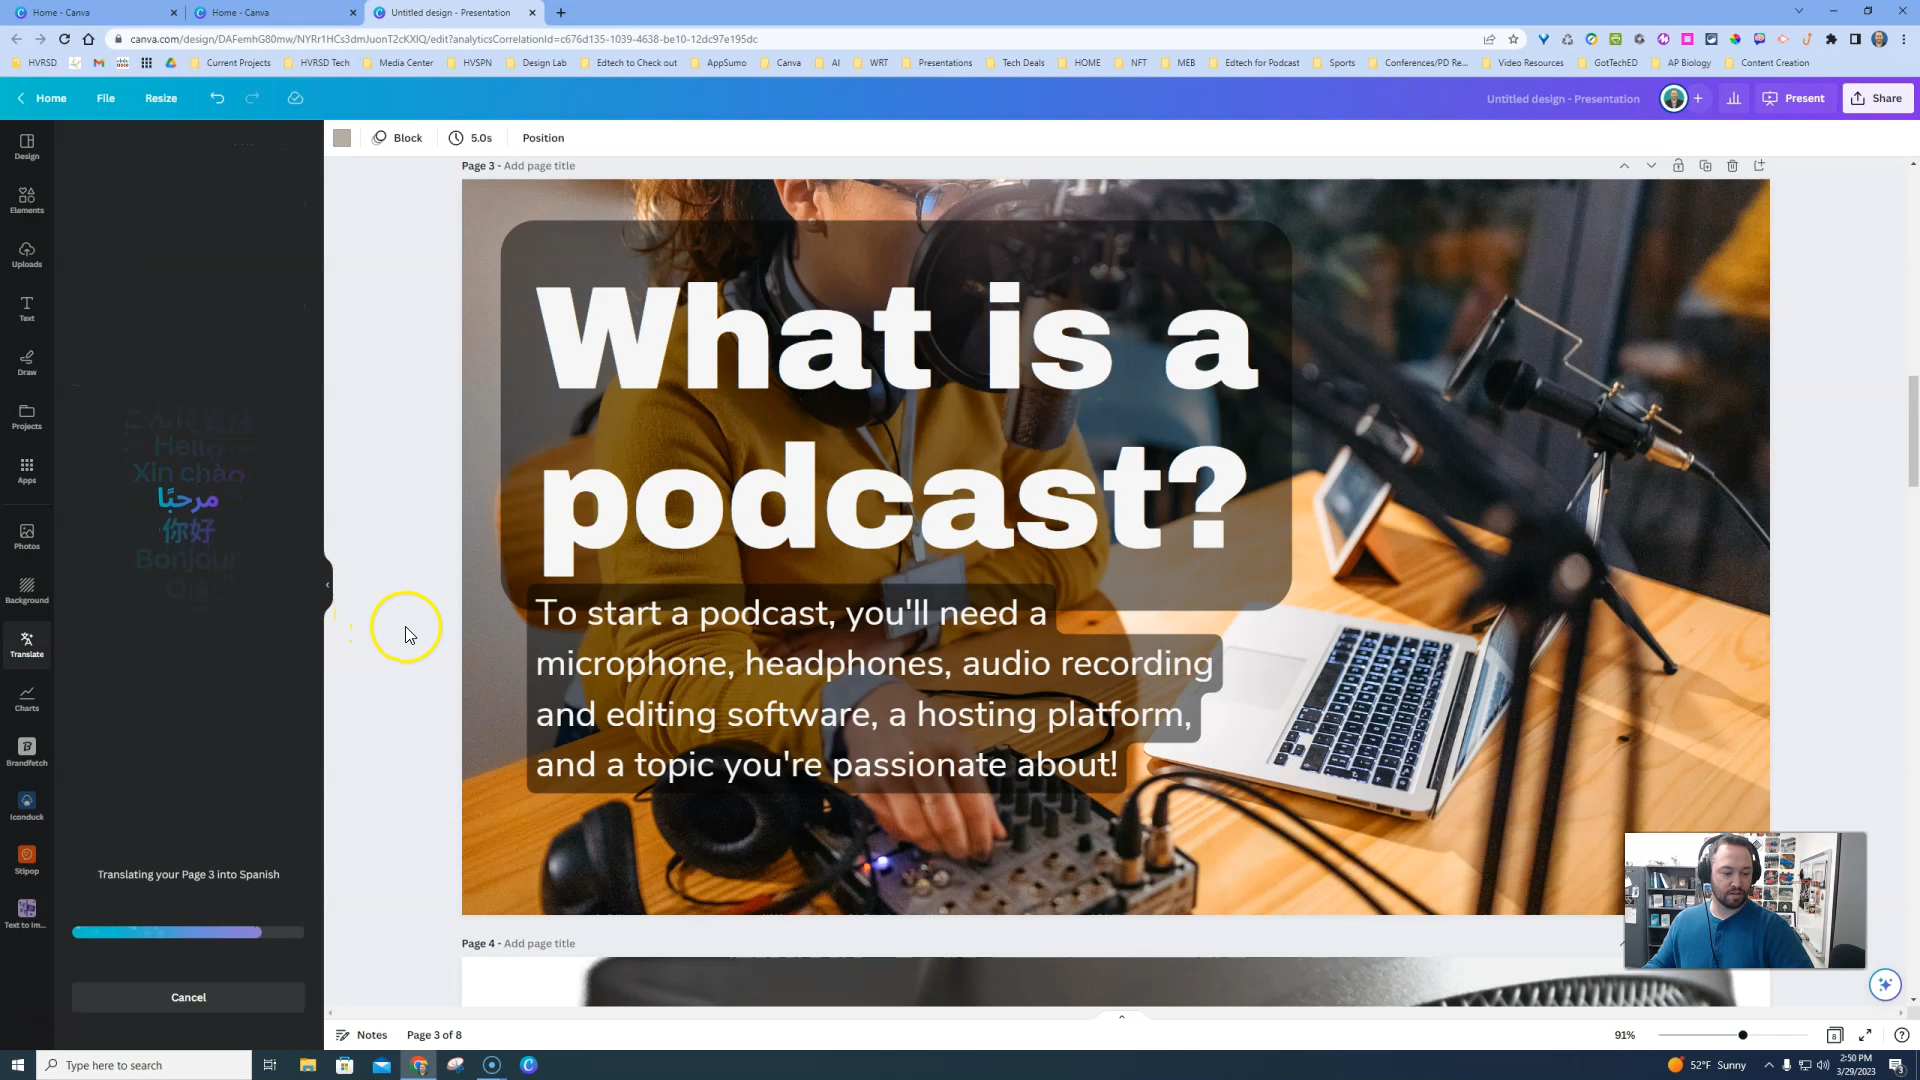 Home - Canva
Home - Canva
Untitled design - Presentation
canva.com/design/DAFemhG80mw/NYRr1HCs3dmJuonT2cKXIQ/edit?analyticsCorrelationId=c676d135-1039-4638-be10-12dc97e195dc
HVRSD
Current Projects
HVRSD Tech
Media Center
HVSPN
Design Lab
Edtech to Check out
AppSumo
Canva
AI
WRT
Presentations
Tech Deals
HOME
NFT
MEB
Edtech for Podcast
Sports
Conferences/PD Re...
Video Resources
GotTechED
AP Biology
Content Creation
Home
File
Resize
Untitled design - Presentation
Present
Share
Block
5.0s
Position
Design
Elements
Uploads
Text
Draw
Projects
Apps
Photos
Background
Translate
Charts
Brandfetch
Iconduck
Stipop
Text to Im...
Hello
Xin chào
مرحبًا
你好
Bonjour
Translating your Page 3 into Spanish
Cancel
Page 3 - Add page title
What is a
podcast?
To start a podcast, you'll need a
microphone, headphones, audio recording
and editing software, a hosting platform,
and a topic you're passionate about!
Page 4 - Add page title
Notes
Page 3 of 8
91%
8
Type here to search
52°F Sunny
2:50 PM
3/29/2023
3